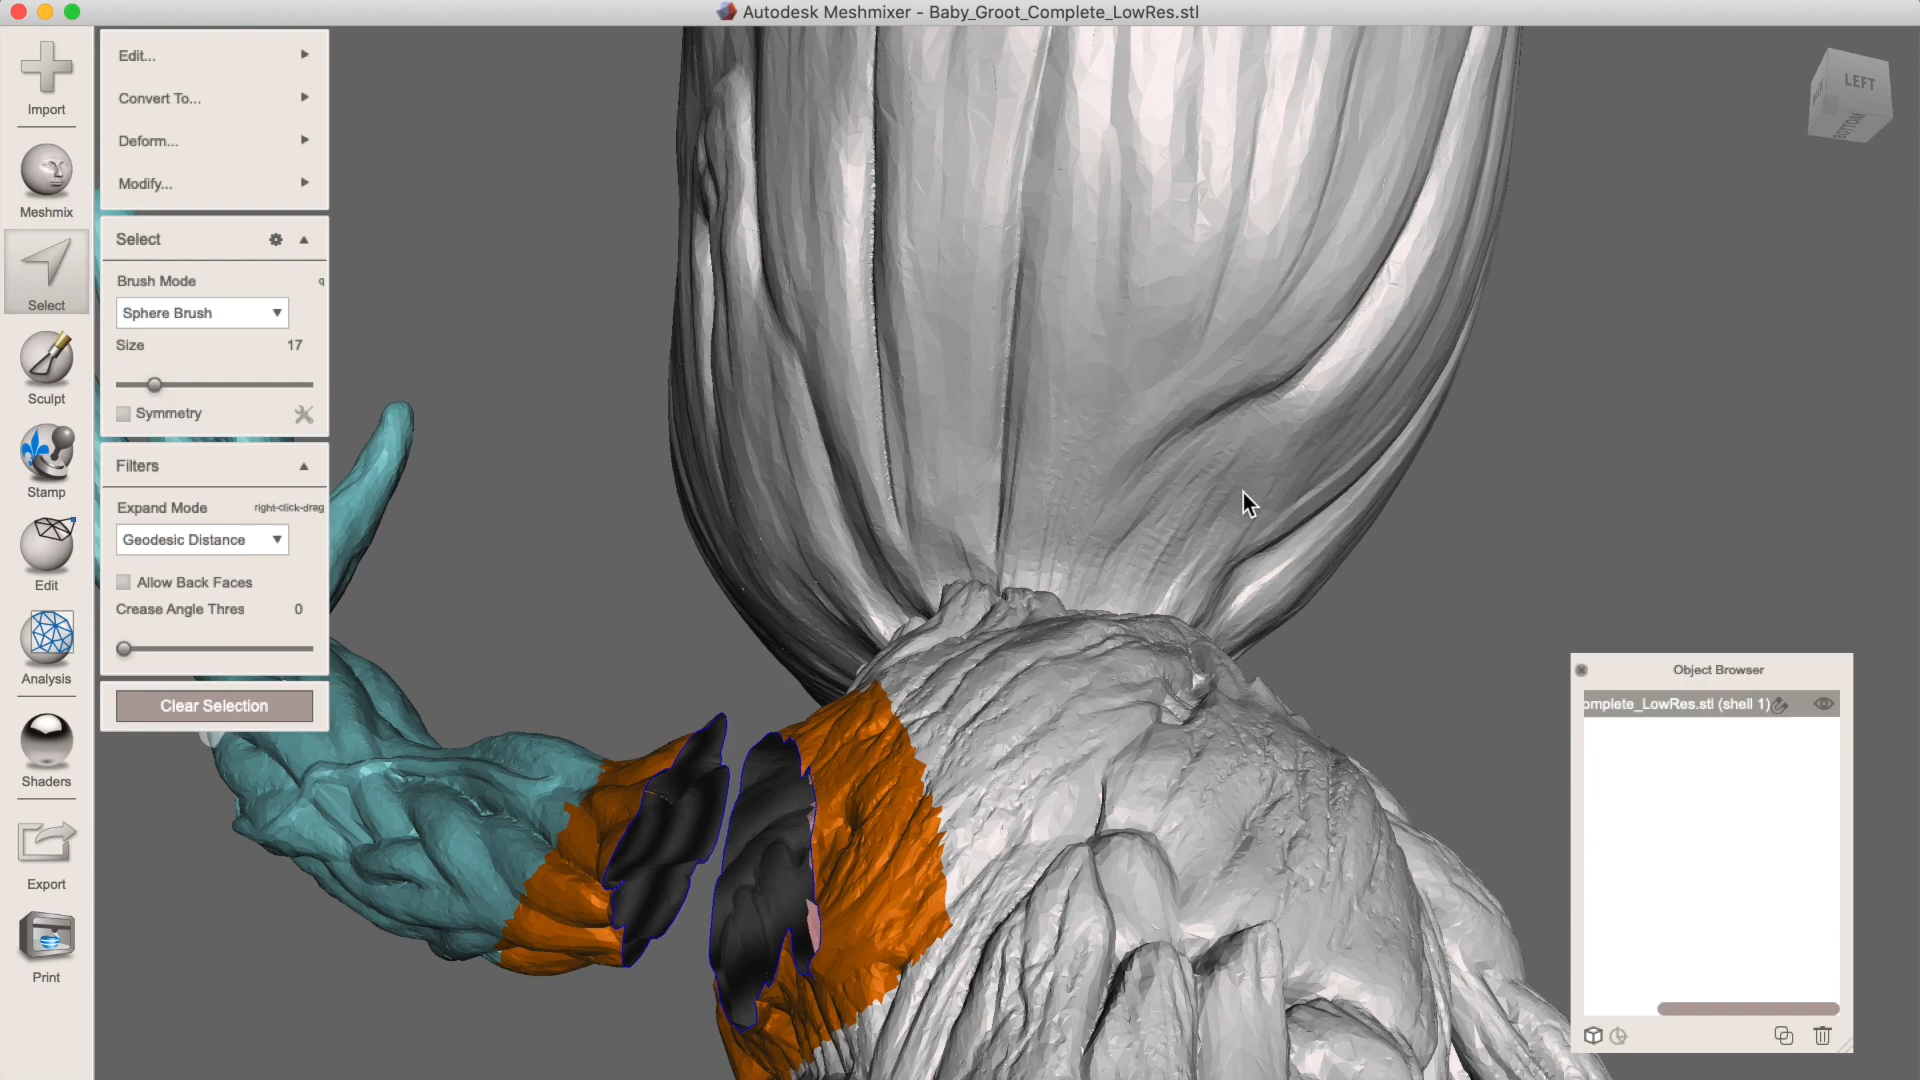 Autodesk Meshmixer - Baby_Groot_Complete_LowRes.stl
Import
Meshmix
Select
Sculpt
Stamp
Edit
Analysis
Shaders
Export
Print
Edit...
Convert To...
Deform...
Modify...
Select
Brush Mode
q
Sphere Brush
Size 17
Symmetry
Filters
Expand Mode right-click-drag
Geodesic Distance
Allow Back Faces
Crease Angle Thres 0
Clear Selection
LEFT
BOTTOM
Object Browser
omplete_LowRes.stl (shell 1)